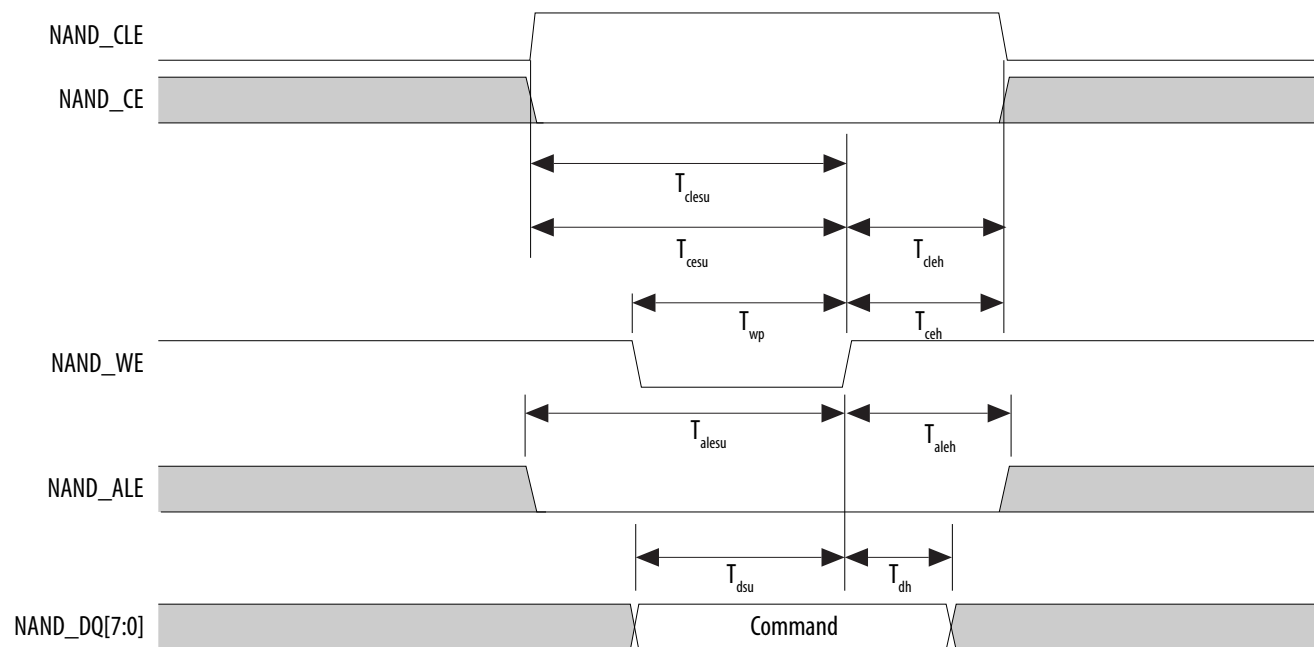 NAND_CLE
NAND_CE
T_clesu
T_cesu
T_cleh
T_wp
T_ceh
NAND_WE
T_alesu
T_aleh
NAND_ALE
T_dsu
T_dh
NAND_DQ[7:0]
Command